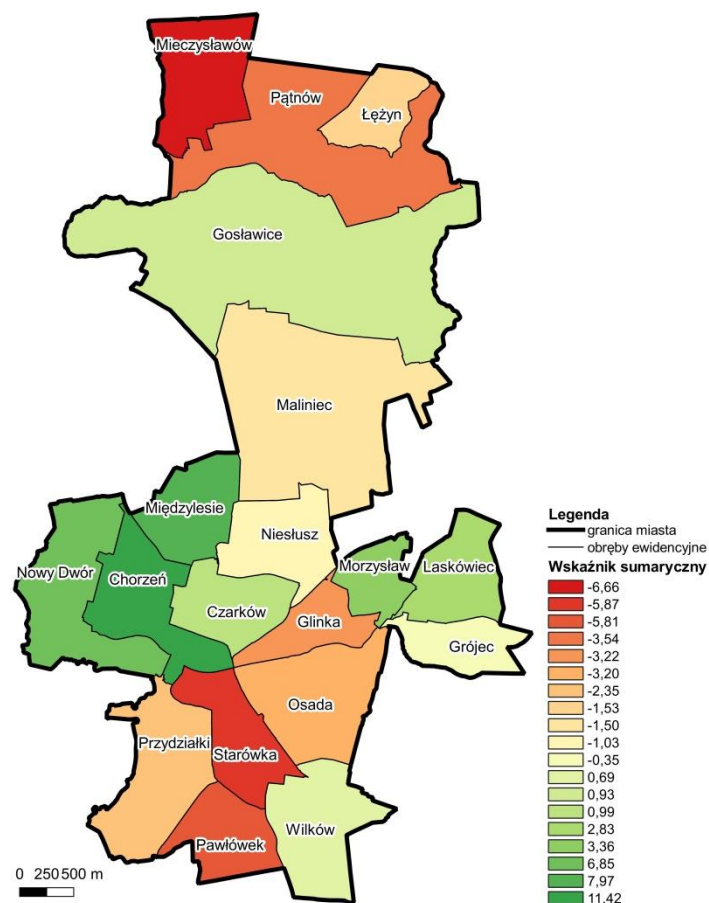 Mieczysławów
Pątnów
Łężyn
Gosławice
Maliniec
Międzylesie
Niesłusz
Nowy Dwór
Chorzeń
Morzysław
Laskówiec
Czarków
Glinka
Grójec
Osada
Przydziałki
Starówka
Wilków
Pawłówek
0 250500 m
Legenda
granica miasta
obręby ewidencyjne
Wskaźnik sumaryczny
-6,66
-5,87
-5,81
-3,54
-3,22
-3,20
-2,35
-1,53
-1,50
-1,03
-0,35
0,69
0,93
0,99
2,83
3,36
6,85
7,97
11,42